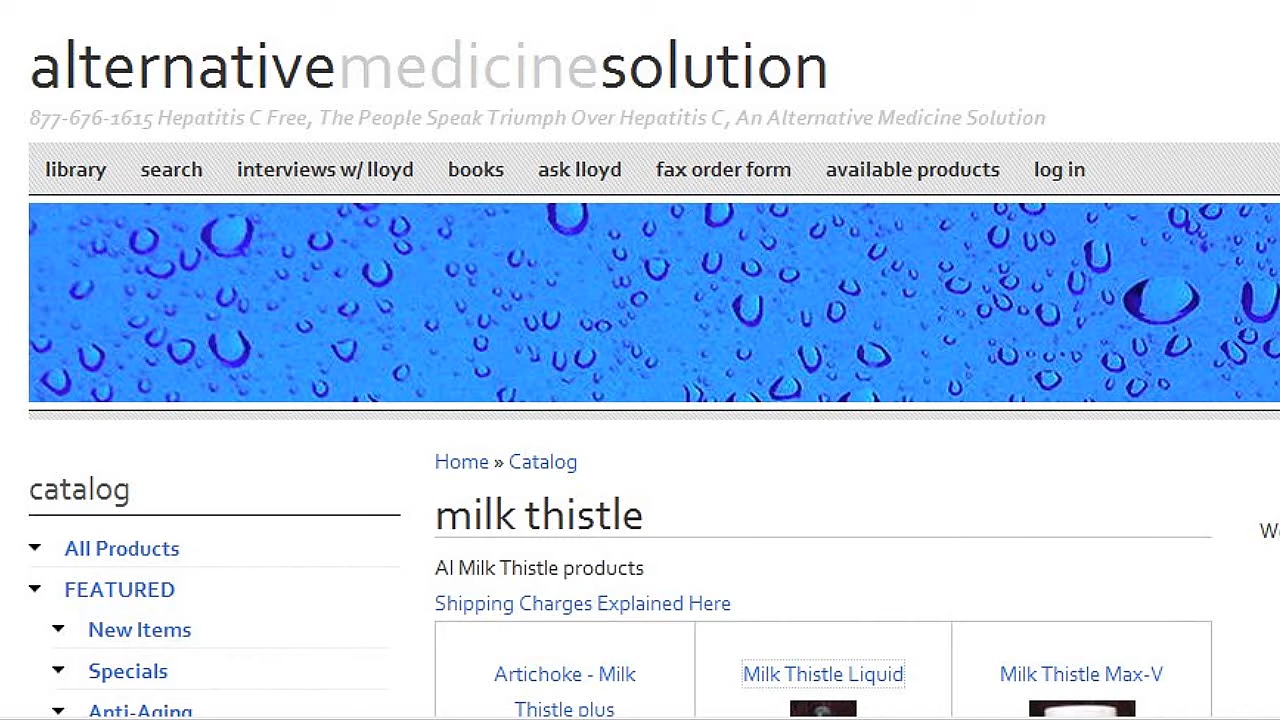 alternativemedicinesolution
877-676-1615 Hepatitis C Free, The People Speak Triumph Over Hepatitis C, An Alternative Medicine Solution
library search interviews w/ lloyd books ask lloyd fax order form available products log in
Home » Catalog
catalog
milk thistle
All Products
Al Milk Thistle products
FEATURED
Shipping Charges Explained Here
New Items
Specials
Anti-Aging
Artichoke - Milk
Thistle plus
Milk Thistle Liquid
Milk Thistle Max-V